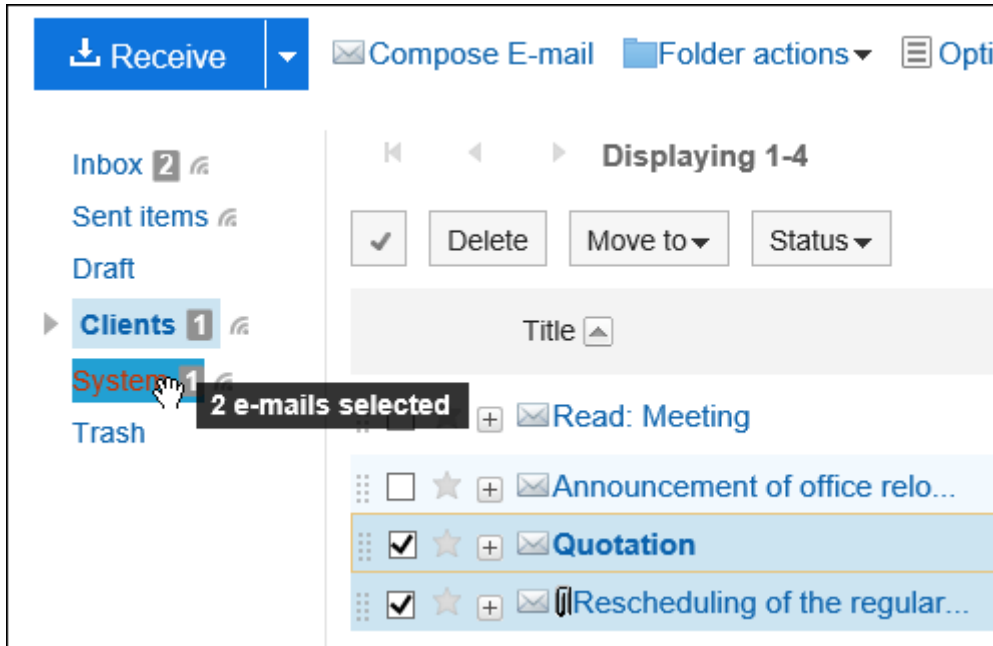 Receive Compose E-mail Folder actions Opti
Inbox 2
Sent items
Draft
Clients 1
System 1
Trash
2 e-mails selected
Displaying 1-4
Delete Move to Status
Title
Read: Meeting
Announcement of office relo...
Quotation
Rescheduling of the regular...